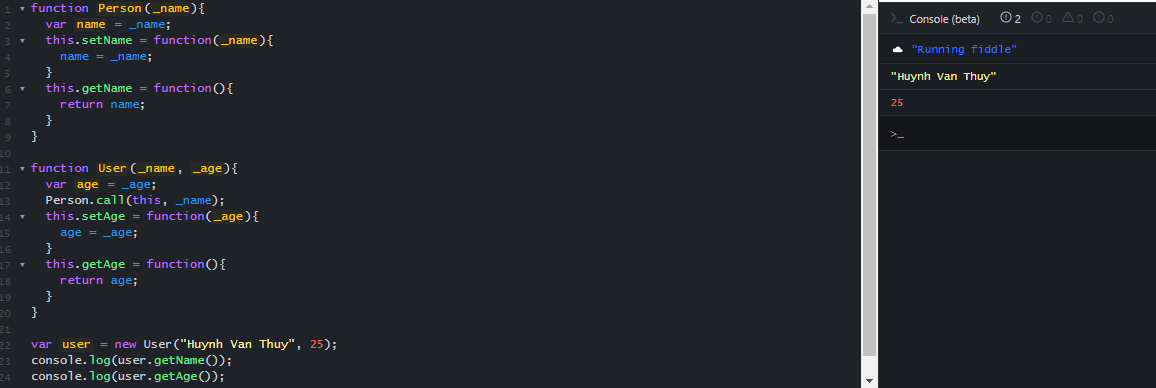 1 function Person(_name){
2 var name = _name;
3 this.setName = function(_name){
4 name = _name;
5 }
6 this.getName = function(){
7 return name;
8 }
9 }
10
11 function User(_name, _age){
12 var age = _age;
13 Person.call(this, _name);
14 this.setAge = function(_age){
15 age = _age;
16 }
17 this.getAge = function(){
18 return age;
19 }
20 }
21
22 var user = new User("Huynh Van Thuy", 25);
23 console.log(user.getName());
24 console.log(user.getAge());
>_ Console (beta) 2 0 0 0
"Running fiddle"
"Huynh Van Thuy"
25
>_